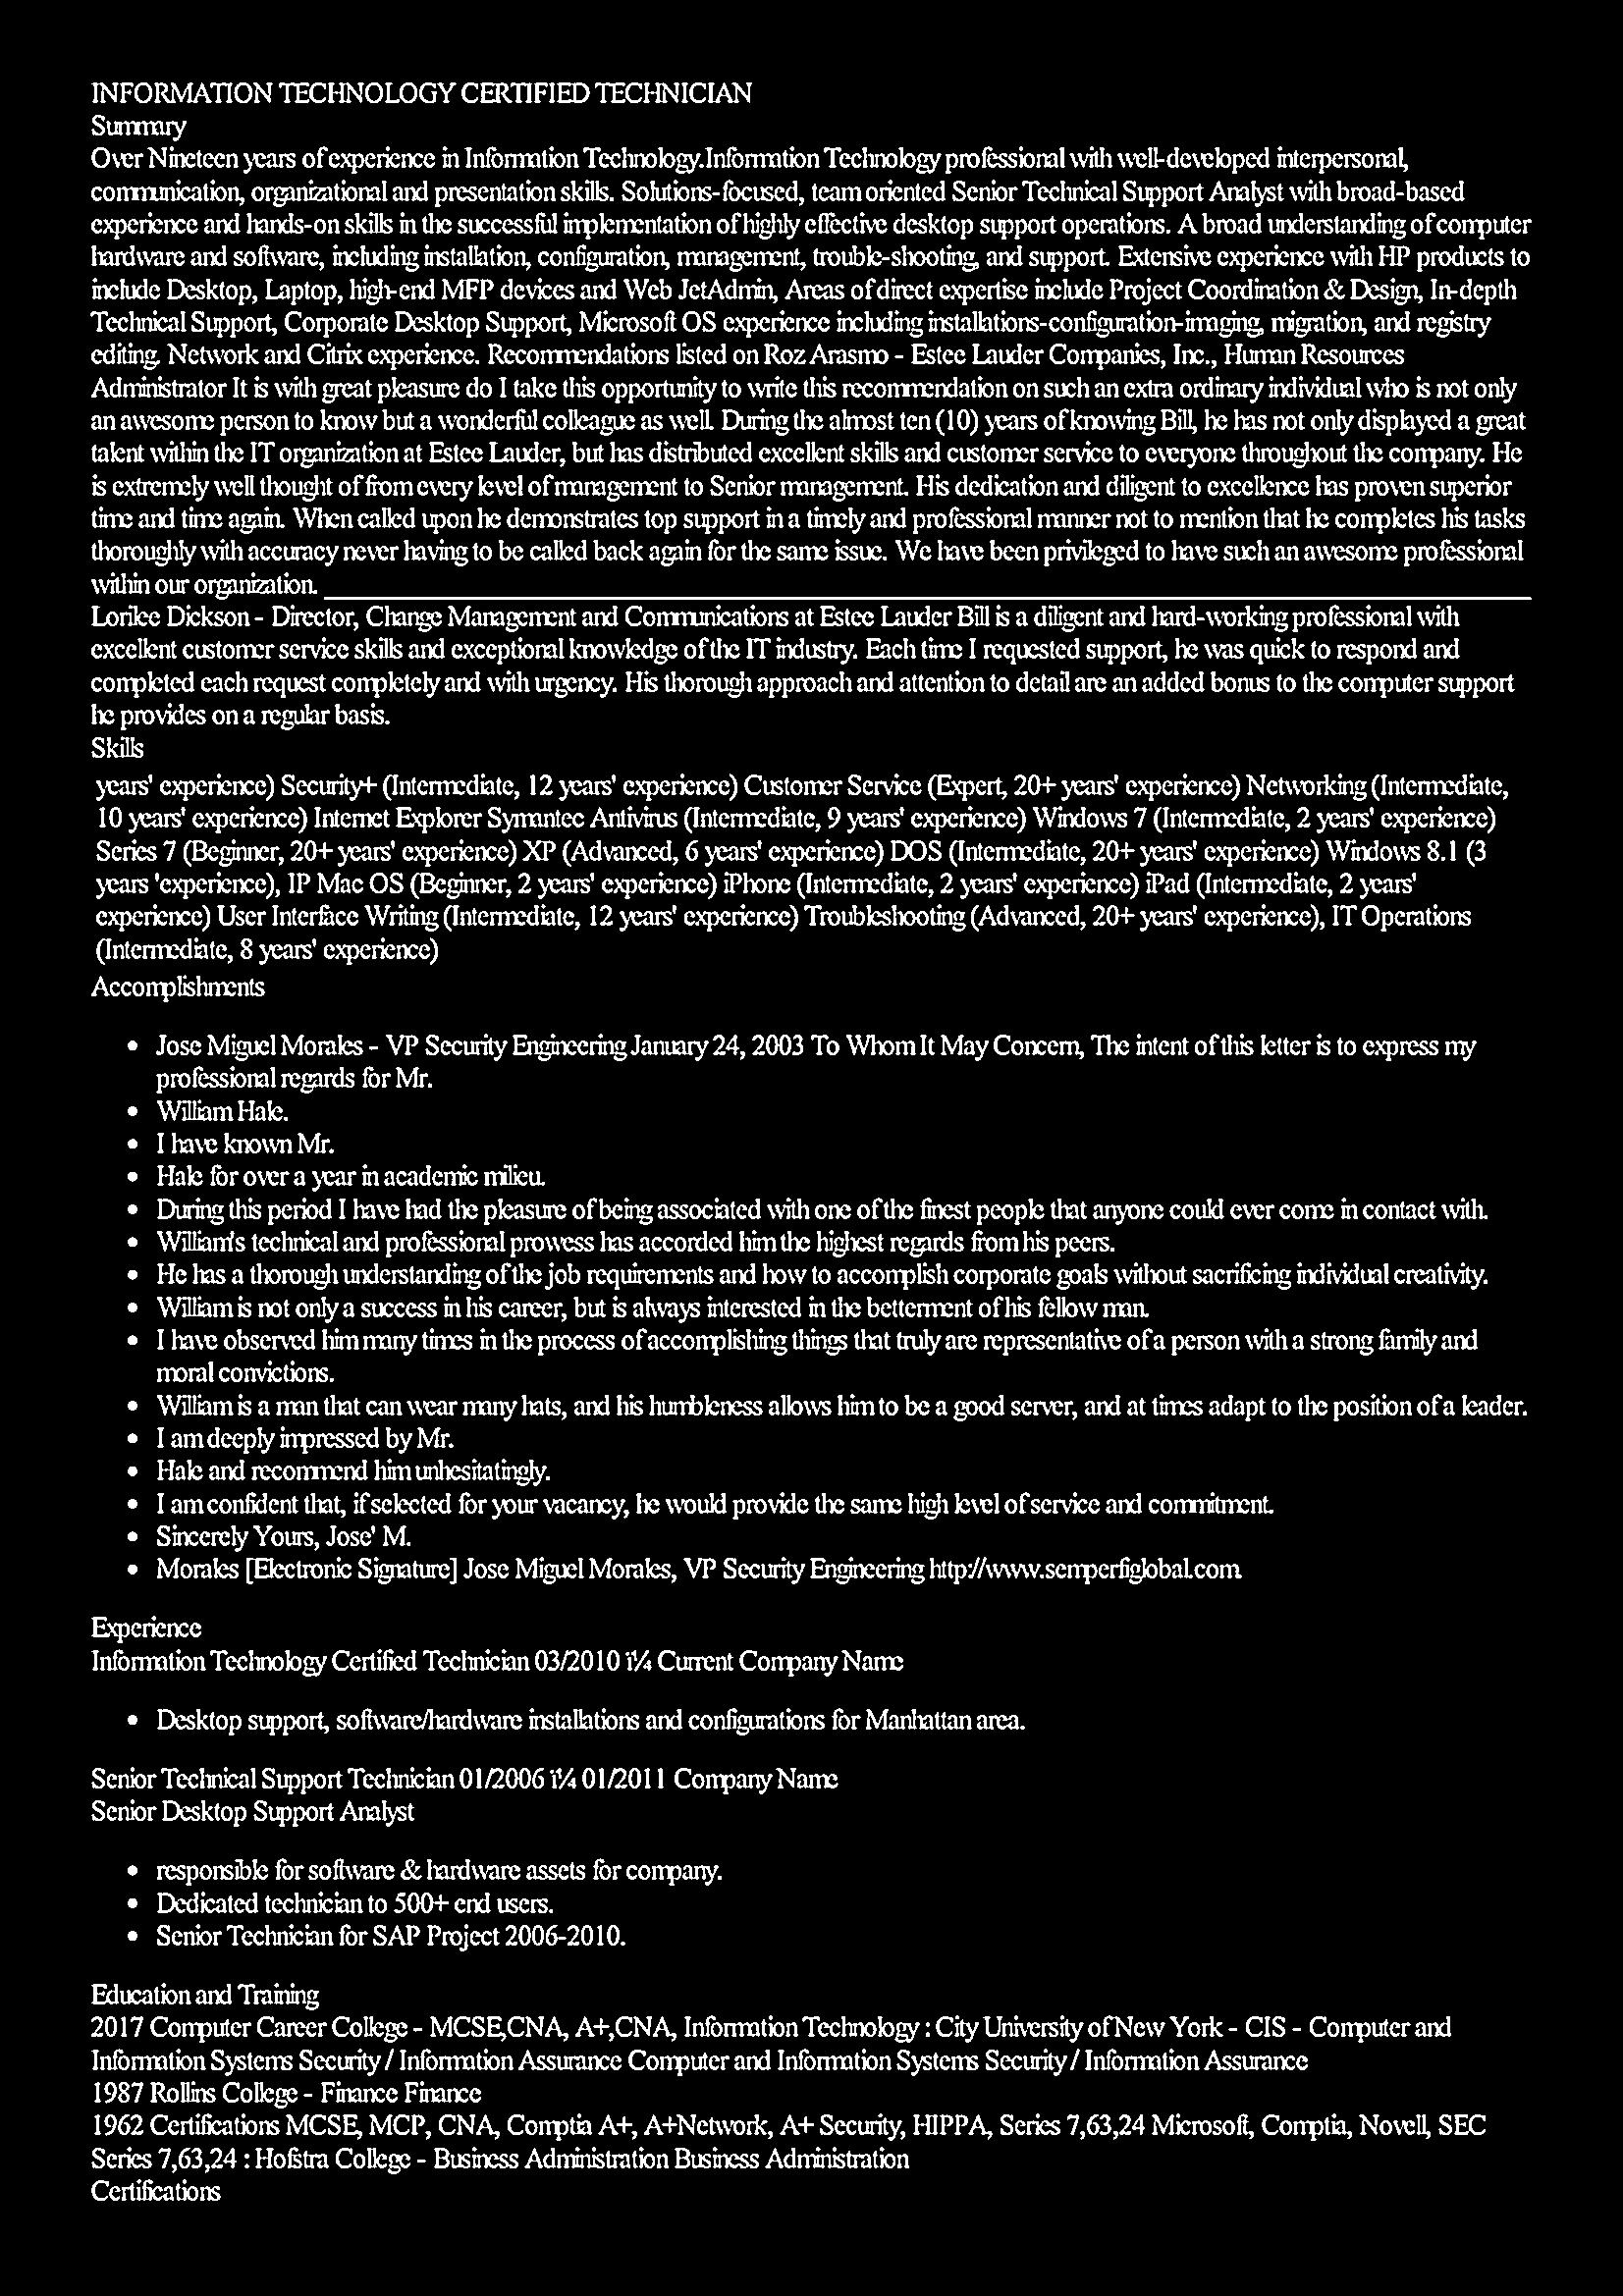 INFORMATION TECHNOLOGY CERTIFIED TECHNICIAN
Summary
Over Nineteen years of experience in Information Technology.Information Technology professional with well-developed interpersonal,
communication, organizational and presentation skills. Solutions-focused, team oriented Senior Technical Support Analyst with broad-based
experience and hands-on skills in the successful implementation of highly effective desktop support operations. A broad understanding of computer
hardware and software, including installation, configuration, management, trouble-shooting, and support. Extensive experience with HP products to
include Desktop, Laptop, high-end MFP devices and Web JetAdmin, Areas of direct expertise include Project Coordination & Design, In-depth
Technical Support, Corporate Desktop Support, Microsoft OS experience including installations-configuration-imaging, migration, and registry
editing. Network and Citrix experience. Recommendations listed on Roz Arasmo - Estee Lauder Companies, Inc., Human Resources
Administrator It is with great pleasure do I take this opportunity to write this recommendation on such an extra ordinary individual who is not only
an awesome person to know but a wonderful colleague as well. During the almost ten (10) years of knowing Bill, he has not only displayed a great
talent within the IT organization at Estee Lauder, but has distributed excellent skills and customer service to everyone throughout the company. He
is extremely well thought of from every level of management to Senior management. His dedication and diligent to excellence has proven superior
time and time again. When called upon he demonstrates top support in a timely and professional manner not to mention that he completes his tasks
thoroughly with accuracy never having to be called back again for the same issue. We have been privileged to have such an awesome professional
within our organization.
Lorilee Dickson - Director, Change Management and Communications at Estee Lauder Bill is a diligent and hard-working professional with
excellent customer service skills and exceptional knowledge of the IT industry. Each time I requested support, he was quick to respond and
completed each request completely and with urgency. His thorough approach and attention to detail are an added bonus to the computer support
he provides on a regular basis.
Skills
years' experience) Security+ (Intermediate, 12 years' experience) Customer Service (Expert, 20+ years' experience) Networking (Intermediate,
10 years' experience) Internet Explorer Symantec Antivirus (Intermediate, 9 years' experience) Windows 7 (Intermediate, 2 years' experience)
Series 7 (Beginner, 20+ years' experience) XP (Advanced, 6 years' experience) DOS (Intermediate, 20+ years' experience) Windows 8.1 (3
years 'experience), IP Mac OS (Beginner, 2 years' experience) iPhone (Intermediate, 2 years' experience) iPad (Intermediate, 2 years'
experience) User Interface Writing (Intermediate, 12 years' experience) Troubleshooting (Advanced, 20+ years' experience), IT Operations
(Intermediate, 8 years' experience)
Accomplishments
• Jose Miguel Morales - VP Security Engineering January 24, 2003 To Whom It May Concern, The intent of this letter is to express my
professional regards for Mr.
• William Hale.
• I have known Mr.
• Hale for over a year in academic milieu.
• During this period I have had the pleasure of being associated with one of the finest people that anyone could ever come in contact with.
• William's technical and professional prowess has accorded him the highest regards from his peers.
• He has a thorough understanding of the job requirements and how to accomplish corporate goals without sacrificing individual creativity.
• William is not only a success in his career, but is always interested in the betterment of his fellow man.
• I have observed him many times in the process of accomplishing things that truly are representative of a person with a strong family and
moral convictions.
• William is a man that can wear many hats, and his humbleness allows him to be a good server, and at times adapt to the position of a leader.
• I am deeply impressed by Mr.
• Hale and recommend him unhesitatingly.
• I am confident that, if selected for your vacancy, he would provide the same high level of service and commitment.
• Sincerely Yours, Jose' M.
• Morales [Electronic Signature] Jose Miguel Morales, VP Security Engineering http://www.semperfiglobal.com
Experience
Information Technology Certified Technician 03/2010 ï¼ Current Company Name
• Desktop support, software/hardware installations and configurations for Manhattan area.
Senior Technical Support Technician 01/2006 ï¼ 01/2011 Company Name
Senior Desktop Support Analyst
• responsible for software & hardware assets for company.
• Dedicated technician to 500+ end users.
• Senior Technician for SAP Project 2006-2010.
Education and Training
2017 Computer Career College - MCSE,CNA, A+,CNA, Information Technology : City University of New York - CIS - Computer and
Information Systems Security / Information Assurance Computer and Information Systems Security / Information Assurance
1987 Rollins College - Finance Finance
1962 Certifications MCSE, MCP, CNA, Comptia A+, A+Network, A+ Security, HIPPA, Series 7,63,24 Microsoft, Comptia, Novell, SEC
Series 7,63,24 : Hofstra College - Business Administration Business Administration
Certifications